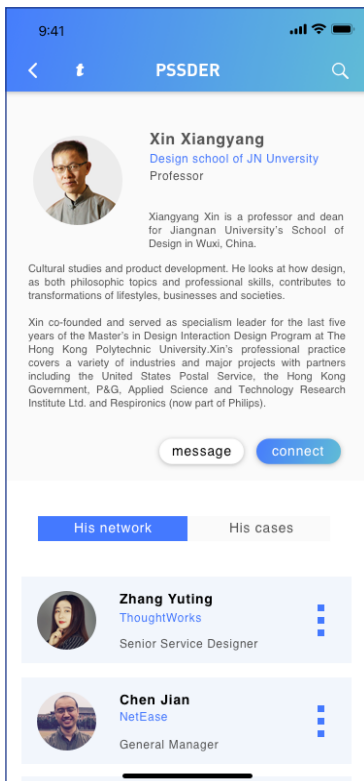 9:41
t PSSDER
Xin Xiangyang
Design school of JN Unversity
Professor
Xiangyang Xin is a professor and dean
for Jiangnan University's School of
Design in Wuxi, China.
Cultural studies and product development. He looks at how design,
as both philosophic topics and professional skills, contributes to
transformations of lifestyles, businesses and societies.
Xin co-founded and served as specialism leader for the last five
years of the Master's in Design Interaction Design Program at The
Hong Kong Polytechnic University.Xin's professional practice
covers a variety of industries and major projects with partners
including the United States Postal Service, the Hong Kong
Government, P&G, Applied Science and Technology Research
Institute Ltd. and Respironics (now part of Philips).
message connect
His network His cases
Zhang Yuting
ThoughtWorks
Senior Service Designer
Chen Jian
NetEase
General Manager